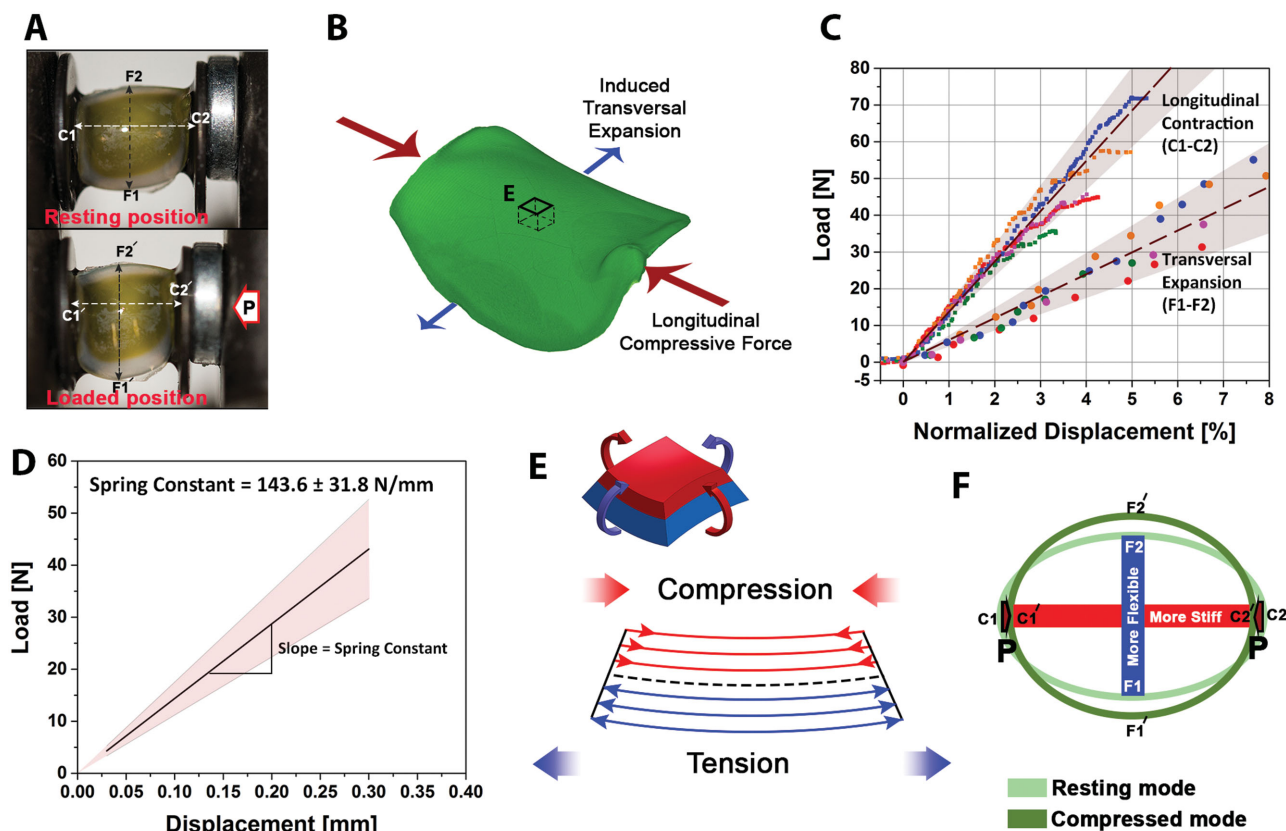 A
F2
C1
C2
F1
Resting position
F2′
C1′
C2′
P
F1′
Loaded position
B
Induced
Transversal
Expansion
E
Longitudinal
Compressive Force
C
80
70
60
50
40
30
20
10
0
-5
Load [N]
Longitudinal
Contraction
(C1-C2)
Transversal
Expansion
(F1-F2)
0 1 2 3 4 5 6 7 8
Normalized Displacement [%]
D
60
50
40
30
20
10
0
Load [N]
Spring Constant = 143.6 ± 31.8 N/mm
Slope = Spring Constant
0.00 0.05 0.10 0.15 0.20 0.25 0.30 0.35 0.40
Displacement [mm]
E
Compression
Tension
F
F2′
F2
More Flexible
C1 C1′ More Stiff C2′ C2
P P
F1
F1′
Resting mode
Compressed mode